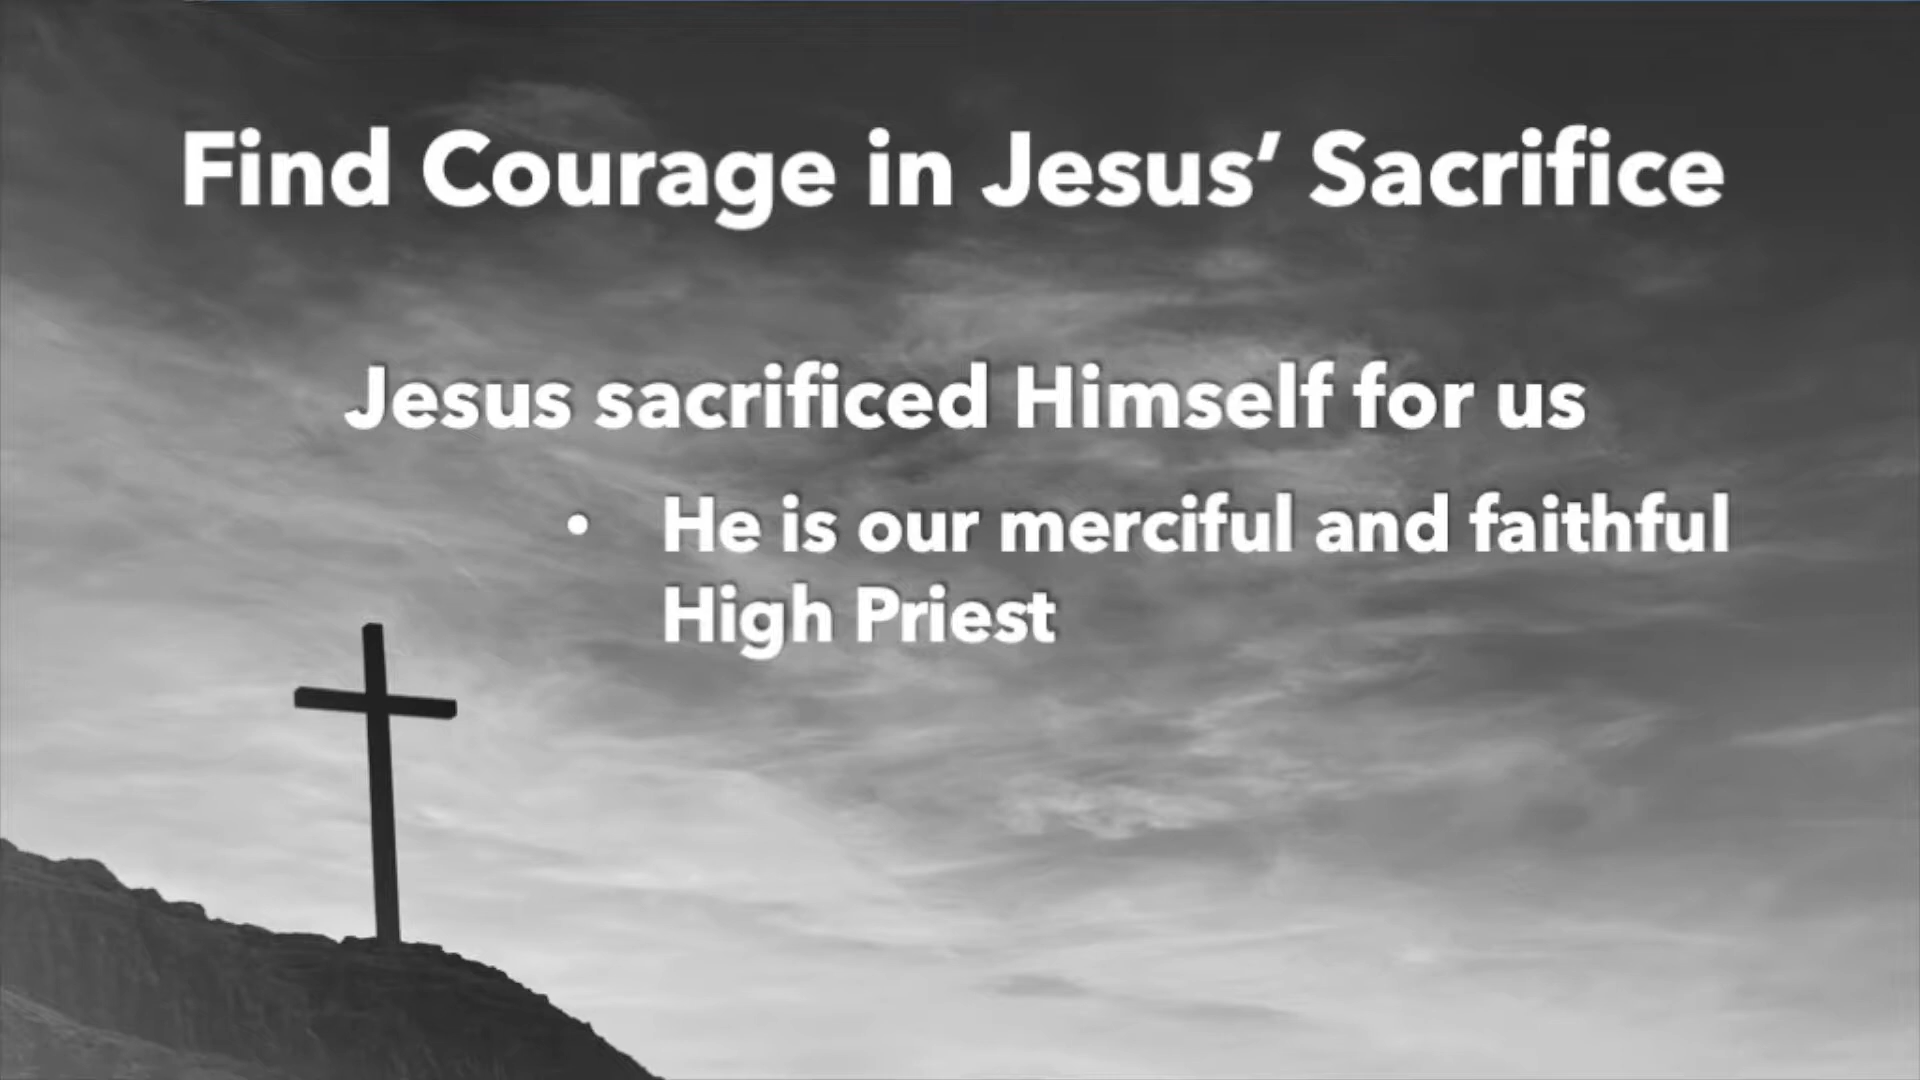 Find Courage in Jesus’ Sacrifice
Jesus sacrificed Himself for us
• He is our merciful and faithful
High Priest